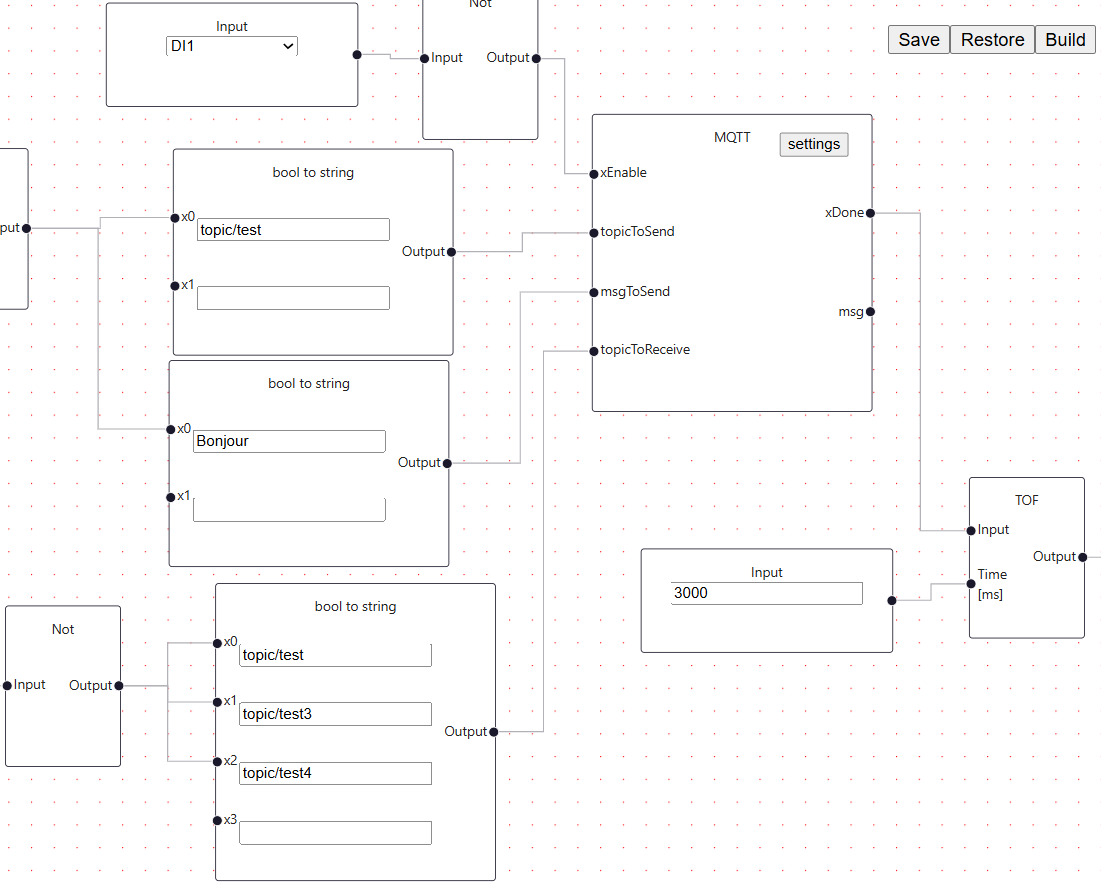 Not
Input
DI1
Input
Output
Save
Restore
Build
MQTT
settings
xEnable
topicToSend
msgToSend
topicToReceive
xDone
msg
put
bool to string
x0
topic/test
Output
x1
bool to string
x0
Bonjour
Output
x1
TOF
Input
Output
Time
[ms]
Input
3000
Not
Input
Output
bool to string
x0
topic/test
x1
topic/test3
Output
x2
topic/test4
x3